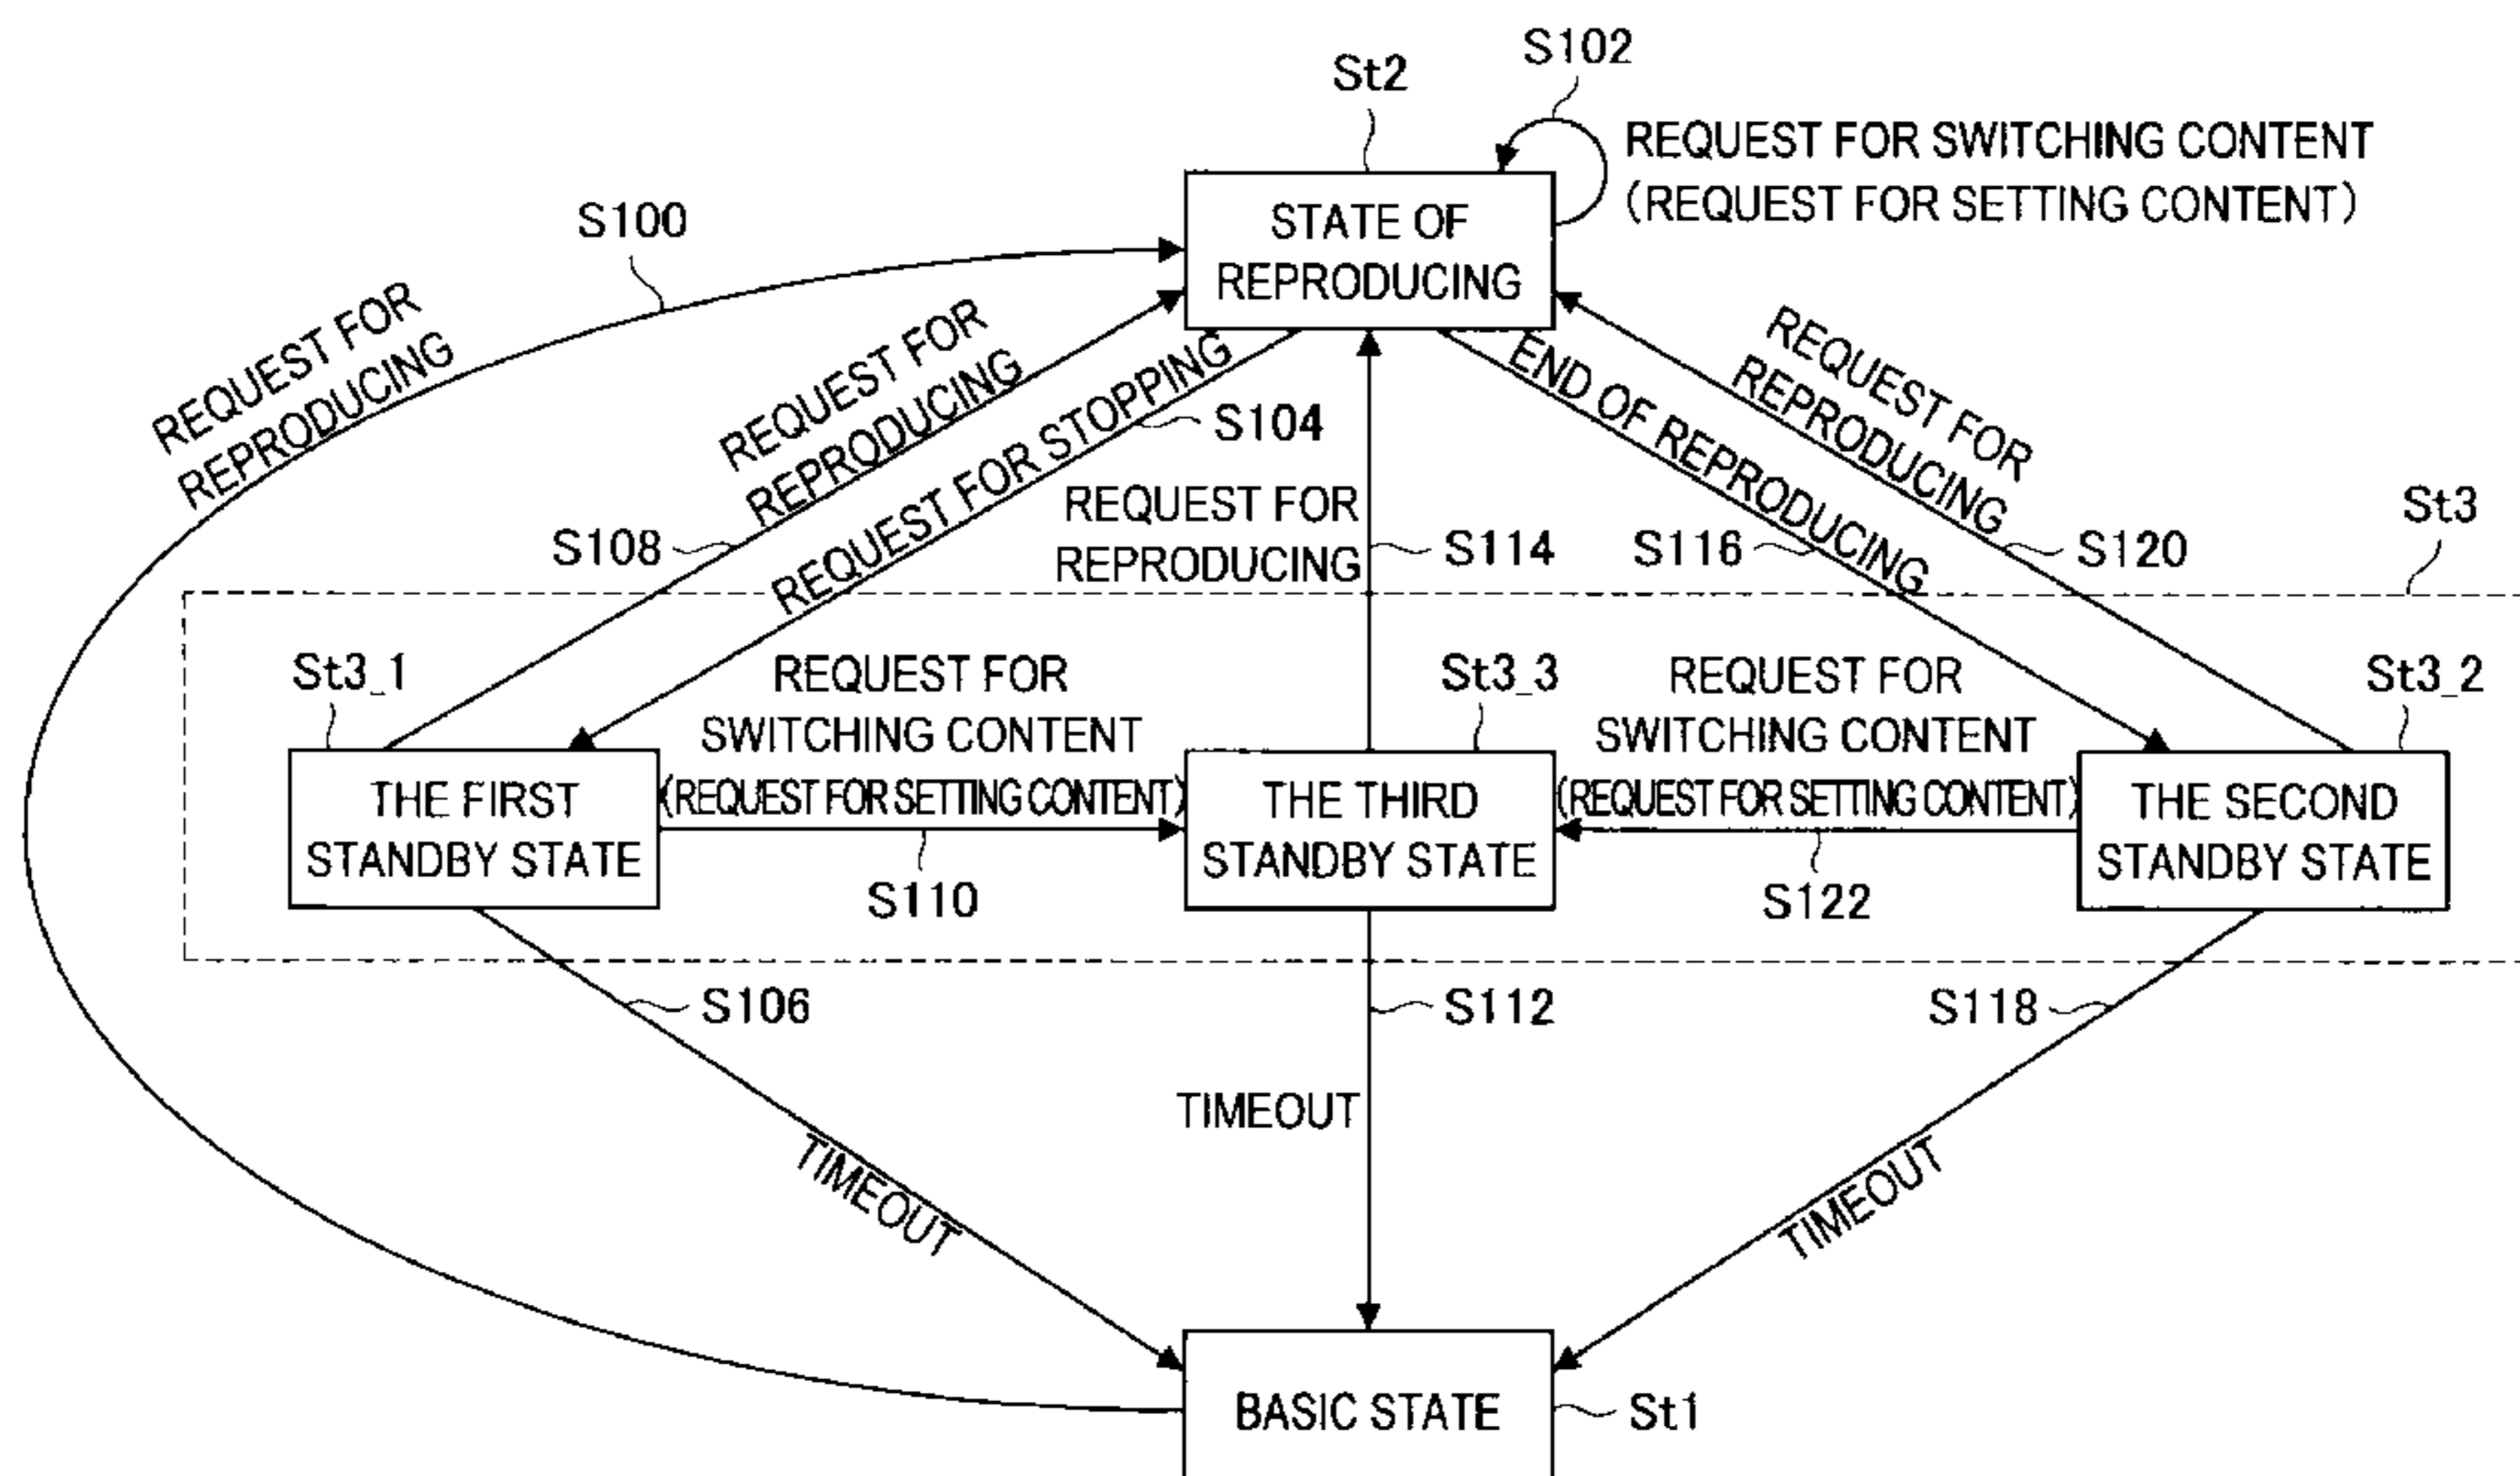 S102
St2
REQUEST FOR SWITCHING CONTENT
(REQUEST FOR SETTING CONTENT)
S100
STATE OF
REPRODUCING
REQUEST FOR
REPRODUCING
REQUEST FOR
REPRODUCING
S108
REQUEST FOR STOPPING
S104
REQUEST FOR
REPRODUCING
S114
END OF REPRODUCING
S116
REQUEST FOR
REPRODUCING
S120
St3
St3_1
REQUEST FOR
SWITCHING CONTENT
(REQUEST FOR SETTING CONTENT)
St3_3
REQUEST FOR
SWITCHING CONTENT
(REQUEST FOR SETTING CONTENT)
St3_2
THE FIRST
STANDBY STATE
S110
THE THIRD
STANDBY STATE
S122
THE SECOND
STANDBY STATE
S106
S112
S118
TIMEOUT
TIMEOUT
TIMEOUT
BASIC STATE
St1